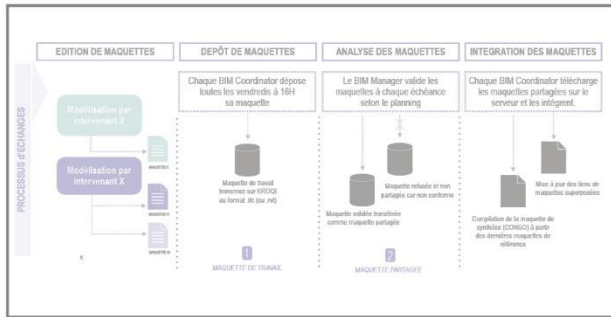 PROCESSUS d'ECHANGES
EDITION DE MAQUETTES
Modélisation par
intervenant X
Modélisation par
intervenant X
X
DEPÔT DE MAQUETTES
Chaque BIM Coordinator dépose
toutes les vendredis à 16H
sa maquette
Maquette de travail
transmise sur KROQI
au format .ifc (ou .rvt)
1
MAQUETTE DE TRAVAIL
ANALYSE DES MAQUETTES
Le BIM Manager valide les
maquettes à chaque échéance
selon le planning
Maquette refusée et non
partagée car non conforme
Maquette validée transférée
comme maquette partagée
2
MAQUETTE PARTAGEE
INTEGRATION DES MAQUETTES
Chaque BIM Coordinator télécharge
les maquettes partagées sur le
serveur et les intégrent.
Mise à jour des liens de
maquettes superposées
Compilation de la maquette de
synthèse (CONSO) à partir
des dernières maquettes de
référence